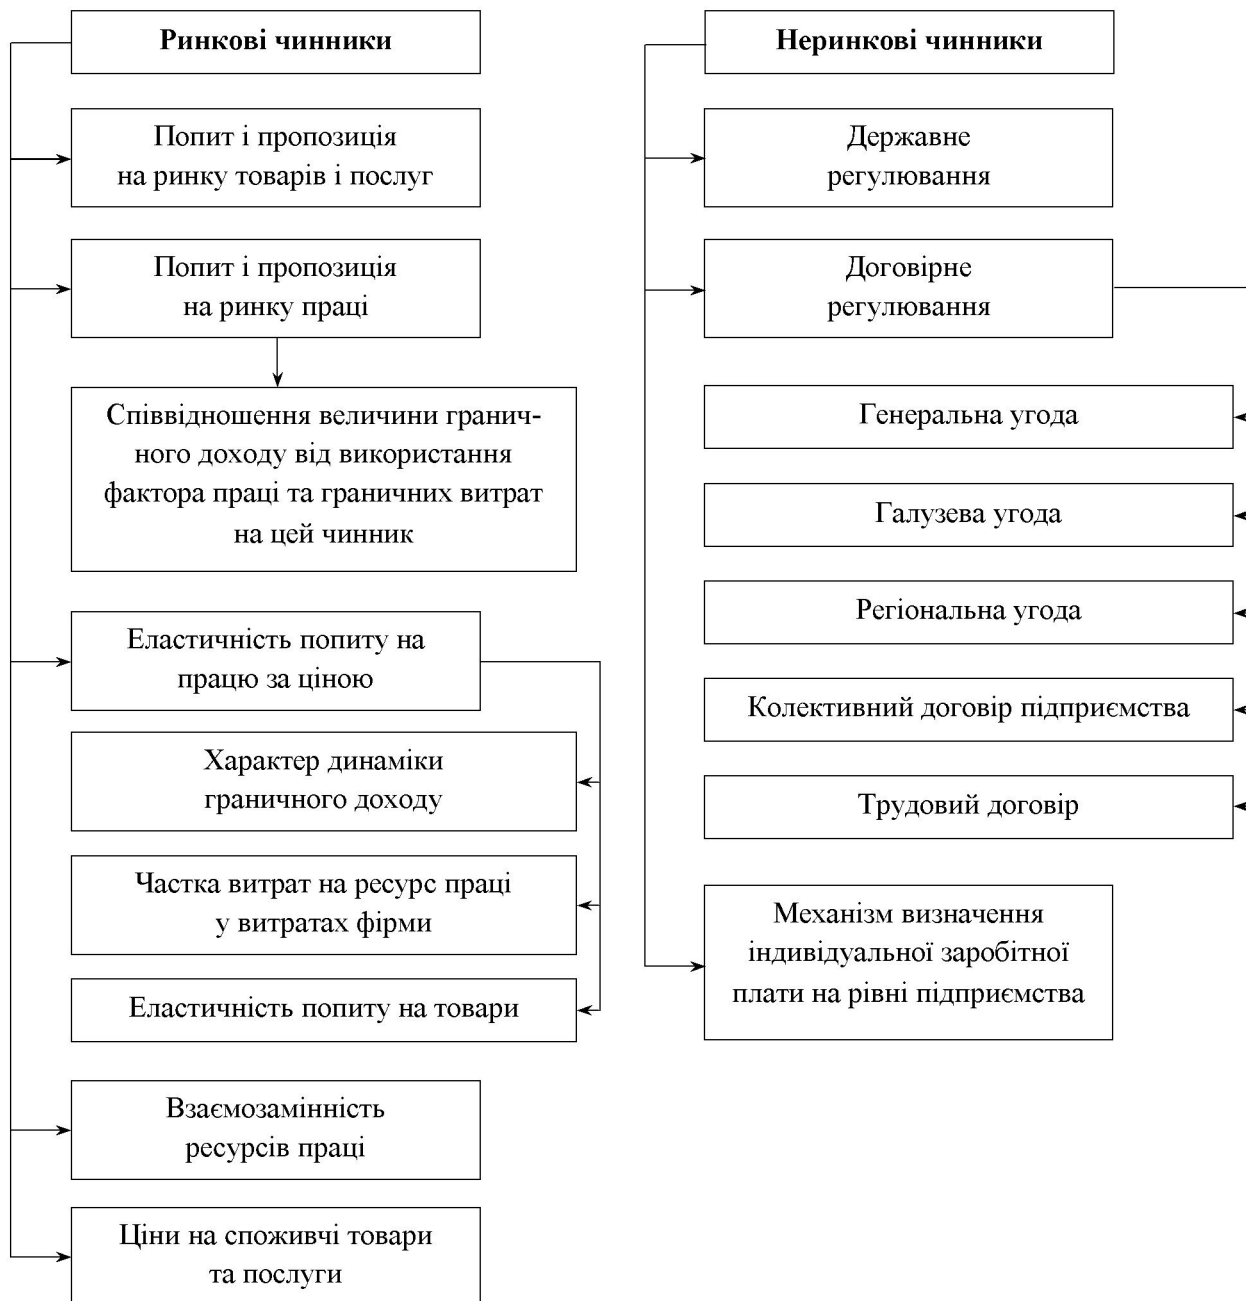 Ринкові чинники
Попит і пропозиція
на ринку товарів і послуг
Попит і пропозиція
на ринку праці
Співвідношення величини гранич-
ного доходу від використання
фактора праці та граничних витрат
на цей чинник
Еластичність попиту на
працю за ціною
Характер динаміки
граничного доходу
Частка витрат на ресурс праці
у витратах фірми
Еластичність попиту на товари
Взаємозамінність
ресурсів праці
Ціни на споживчі товари
та послуги
Неринкові чинники
Державне
регулювання
Договірне
регулювання
Генеральна угода
Галузева угода
Регіональна угода
Колективний договір підприємства
Трудовий договір
Механізм визначення
індивідуальної заробітної
плати на рівні підприємства